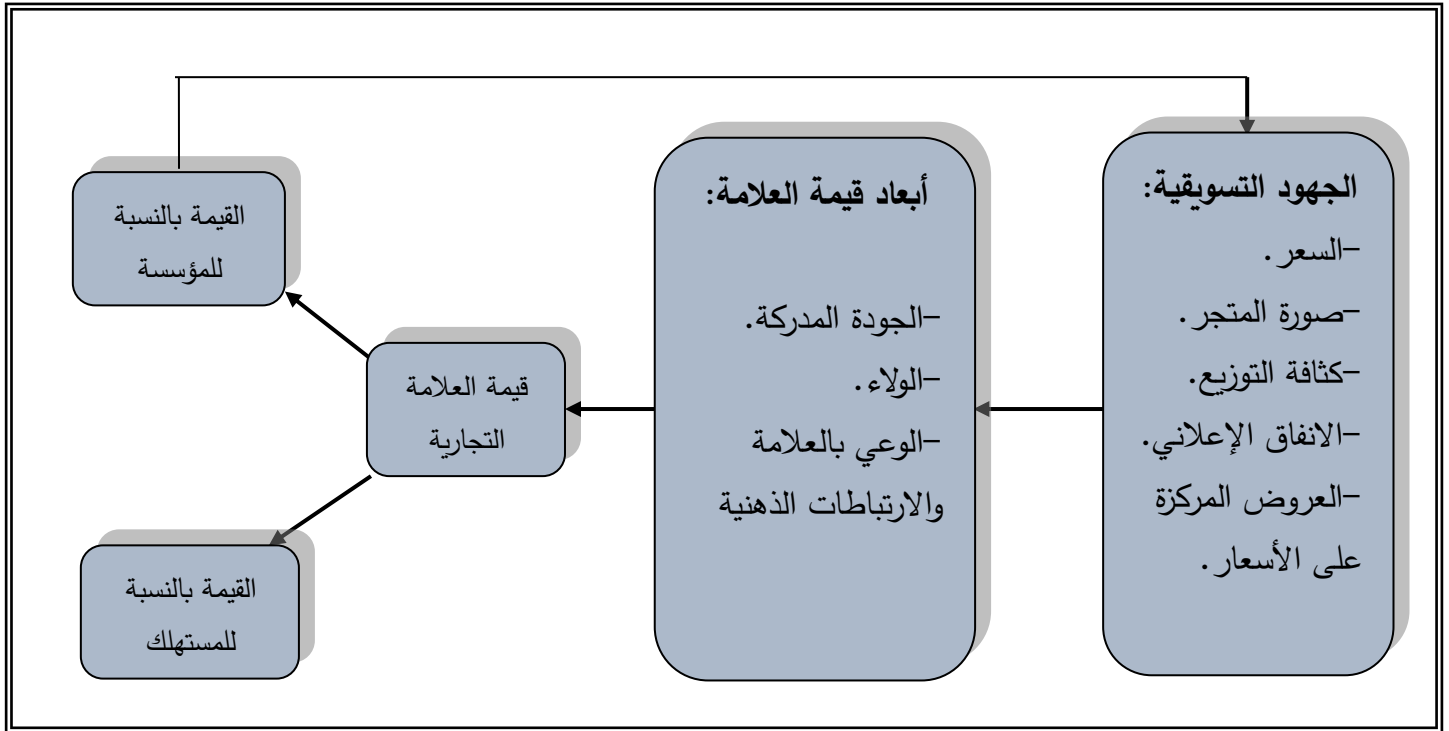 الجهود التسويقية:
-السعر.
-صورة المتجر.
-كثافة التوزيع.
-الانفاق الإعلاني.
-العروض المركزة
على الأسعار.
أبعاد قيمة العلامة:
-الجودة المدركة.
-الولاء.
-الوعي بالعلامة
والارتباطات الذهنية
قيمة العلامة
التجارية
القيمة بالنسبة
للمؤسسة
القيمة بالنسبة
للمستهلك